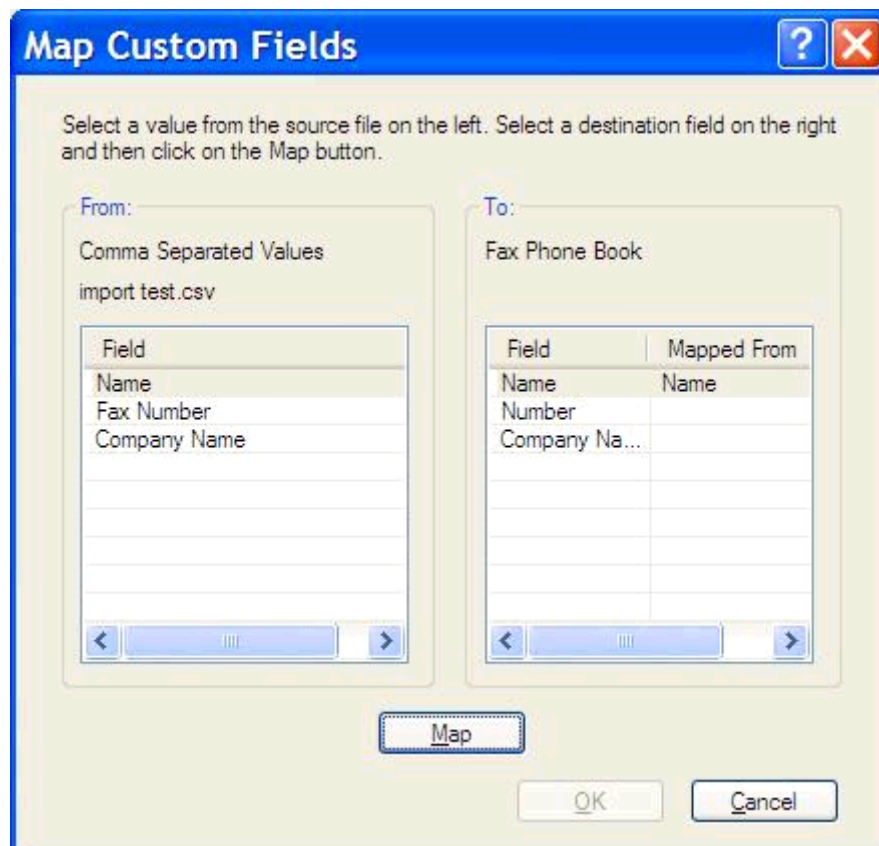 Map Custom Fields
?
Select a value from the source file on the left. Select a destination field on the right
and then click on the Map button.
From:
Comma Separated Values
import test.csv
Field
Name
Fax Number
Company Name
To:
Fax Phone Book
Field Mapped From
Name Name
Number
Company Na...
Map
OK Cancel